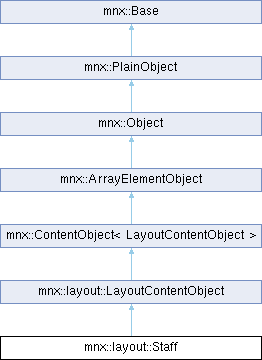 mnx::Base
mnx::PlainObject
mnx::Object
mnx::ArrayElementObject
mnx::ContentObject< LayoutContentObject >
mnx::layout::LayoutContentObject
mnx::layout::Staff